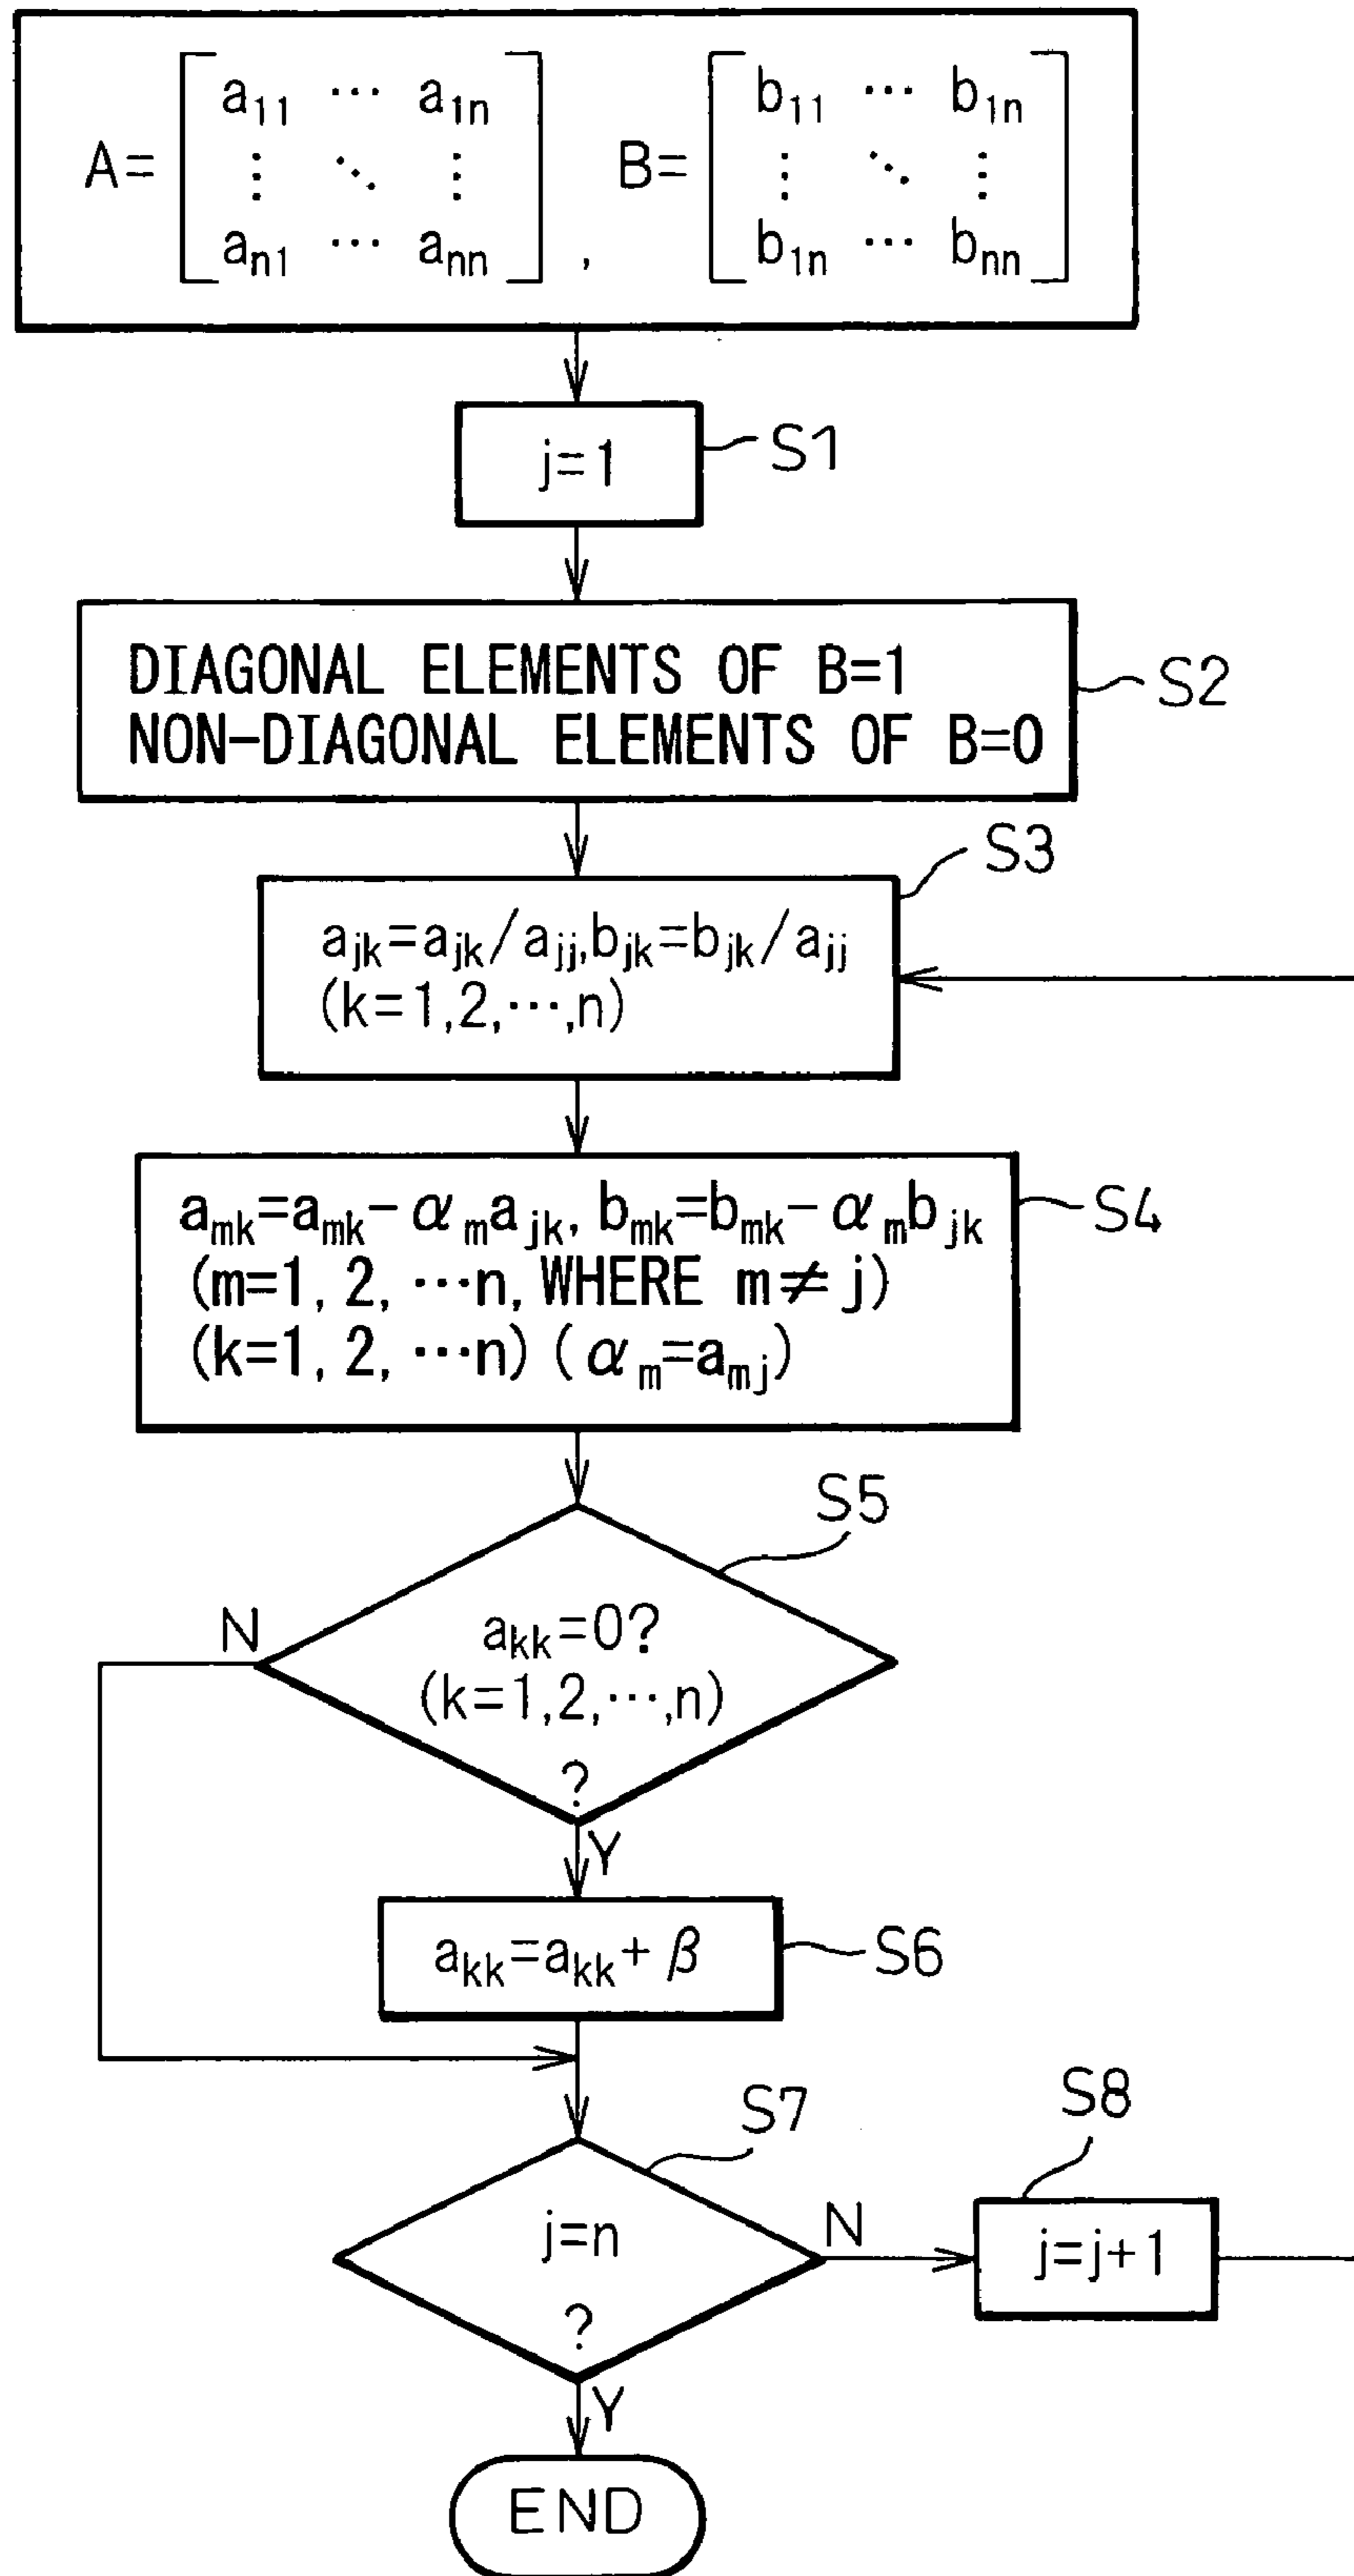 A= [ a11 ⋯ a1n ⋮ ⋱ ⋮ an1 ⋯ ann ] , B= [ b11 ⋯ b1n ⋮ ⋱ ⋮ b1n ⋯ bnn ]
j=1
S1
DIAGONAL ELEMENTS OF B=1
NON-DIAGONAL ELEMENTS OF B=0
S2
S3
ajk=ajk/ajj,bjk=bjk/ajj
(k=1,2,⋯,n)
amk=amk-αmajk, bmk=bmk-αmbjk
(m=1, 2, ⋯n, WHERE m≠j)
(k=1, 2, ⋯n) (αm=amj)
S4
S5
N
akk=0?
(k=1,2,⋯,n)
?
Y
akk=akk+β
S6
S7
S8
j=n
?
N
j=j+1
Y
END